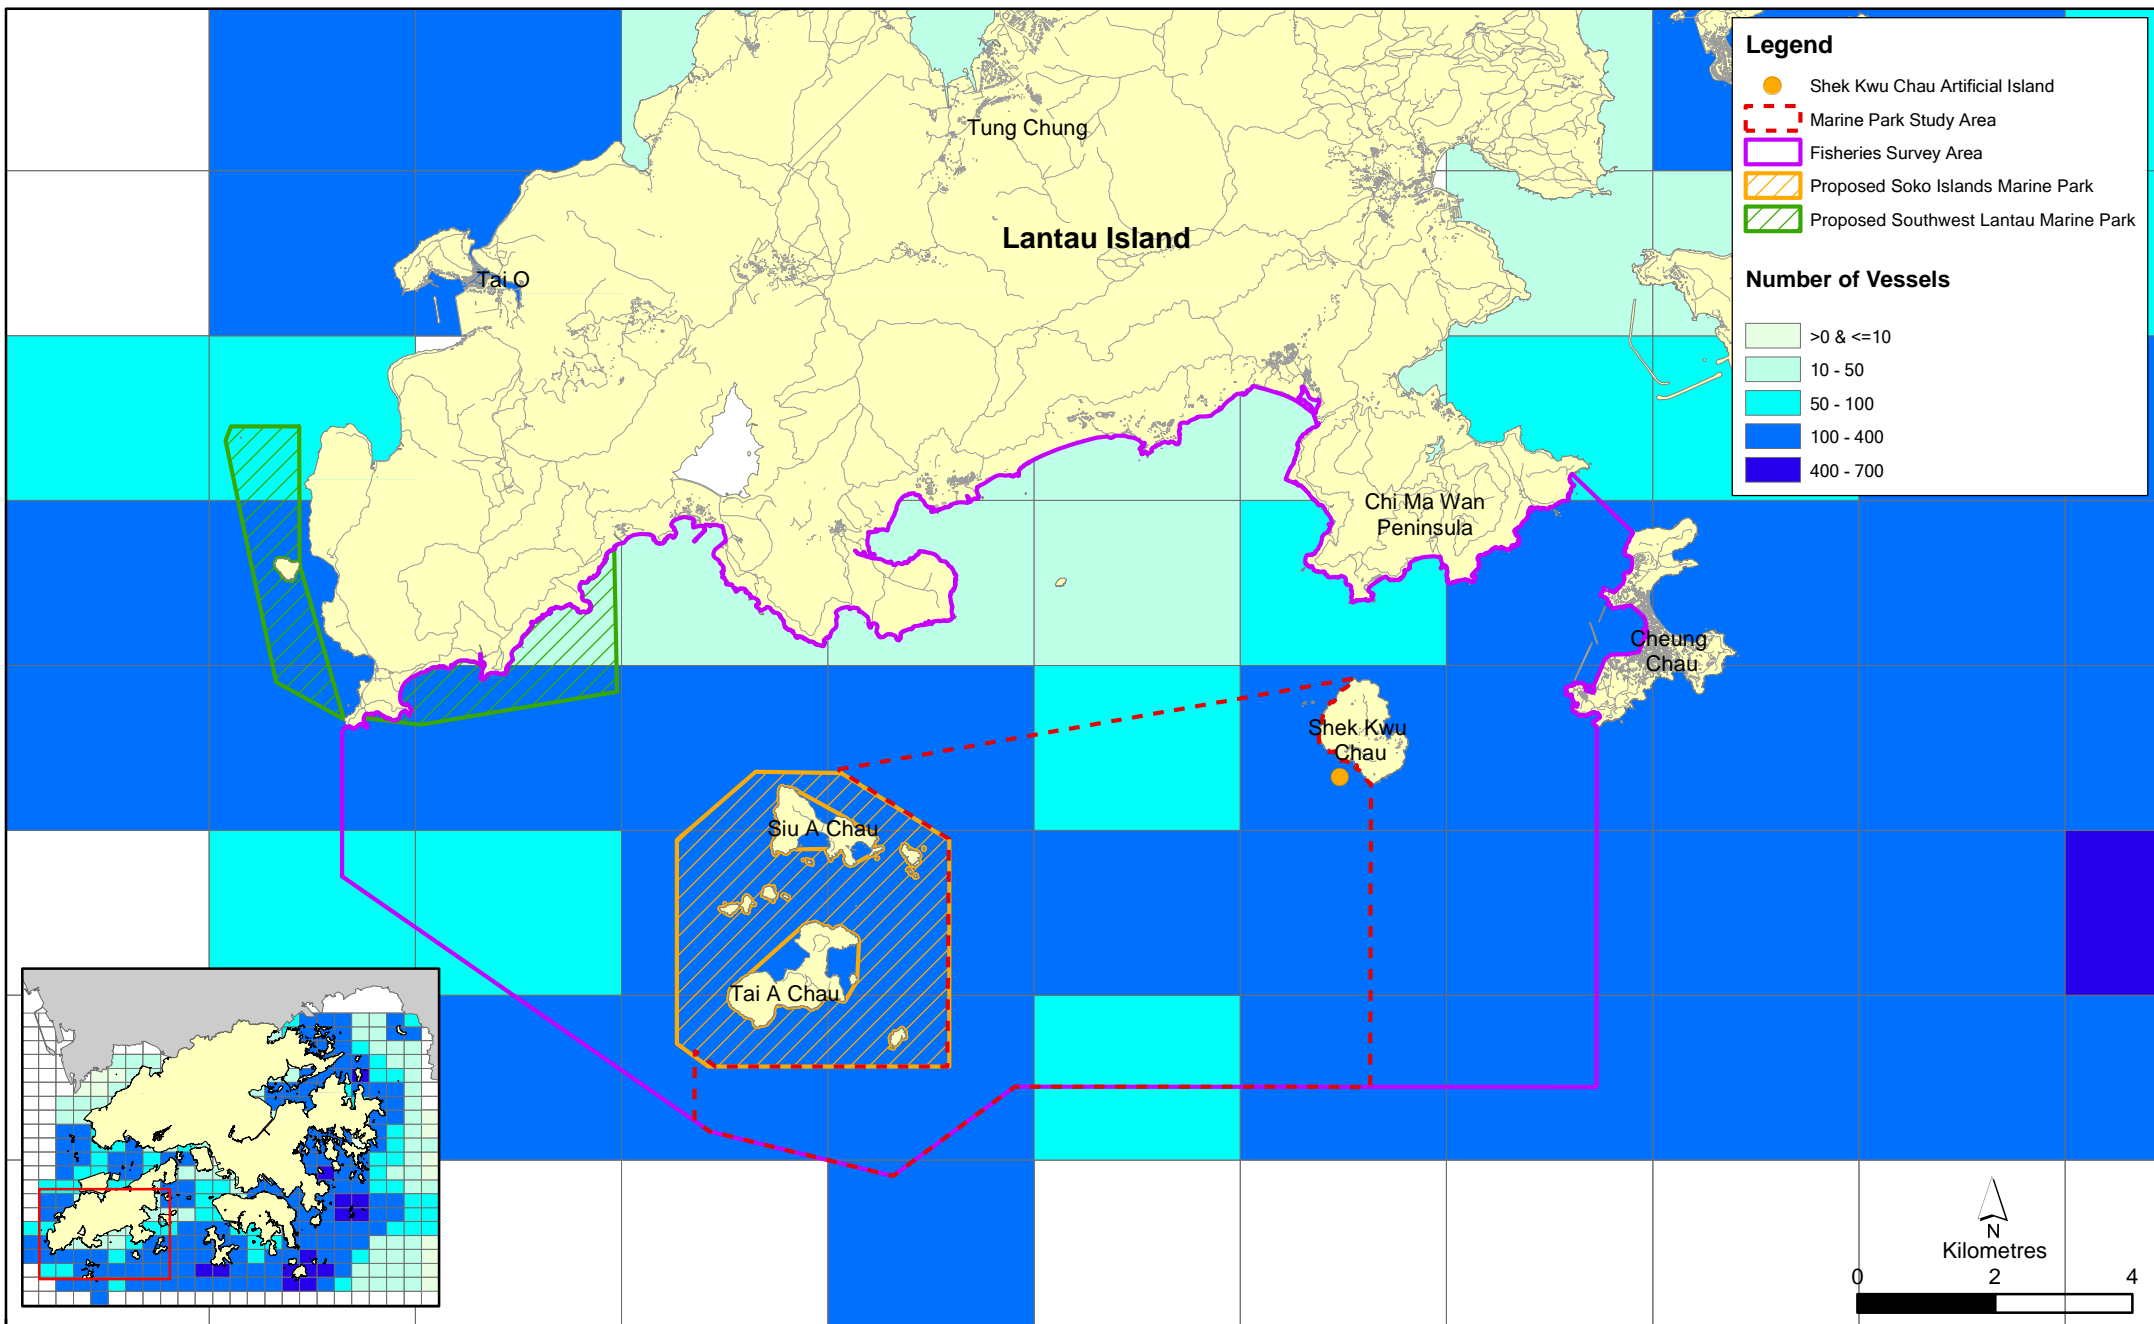 Legend
Shek Kwu Chau Artificial Island
Marine Park Study Area
Fisheries Survey Area
Proposed Soko Islands Marine Park
Proposed Southwest Lantau Marine Park
Number of Vessels
>0 & <=10
10 - 50
50 - 100
100 - 400
400 - 700
Tung Chung
Lantau Island
Tai O
Chi Ma Wan
Peninsula
Cheung
Chau
Shek Kwu
Chau
Siu A Chau
Tai A Chau
N
Kilometres
0 2 4